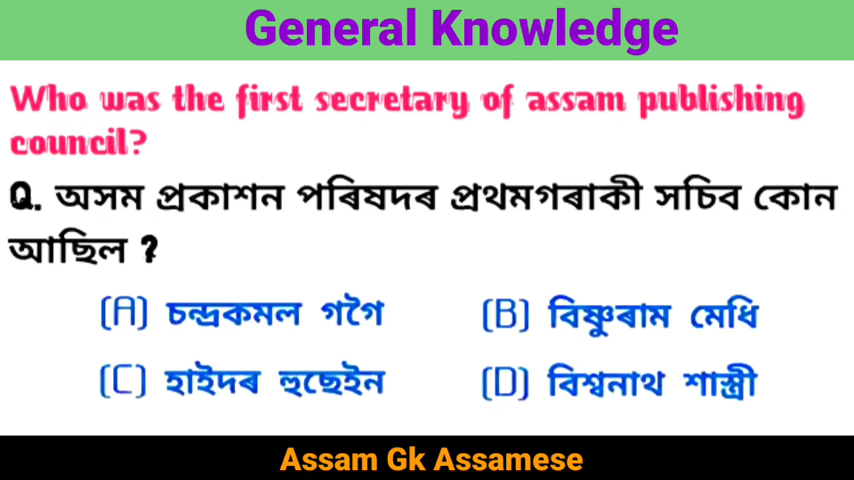 General Knowledge
Who was the first secretary of assam publishing
council?
Q. অসম প্ৰকাশন পৰিষদৰ প্ৰথমগৰাকী সচিব কোন
আছিল ?
(A) চন্দ্ৰকমল গগৈ (B) বিষ্ণুৰাম মেধি
(C) হাইদৰ হুছেইন (D) বিশ্বনাথ শাস্ত্ৰী
Assam Gk Assamese